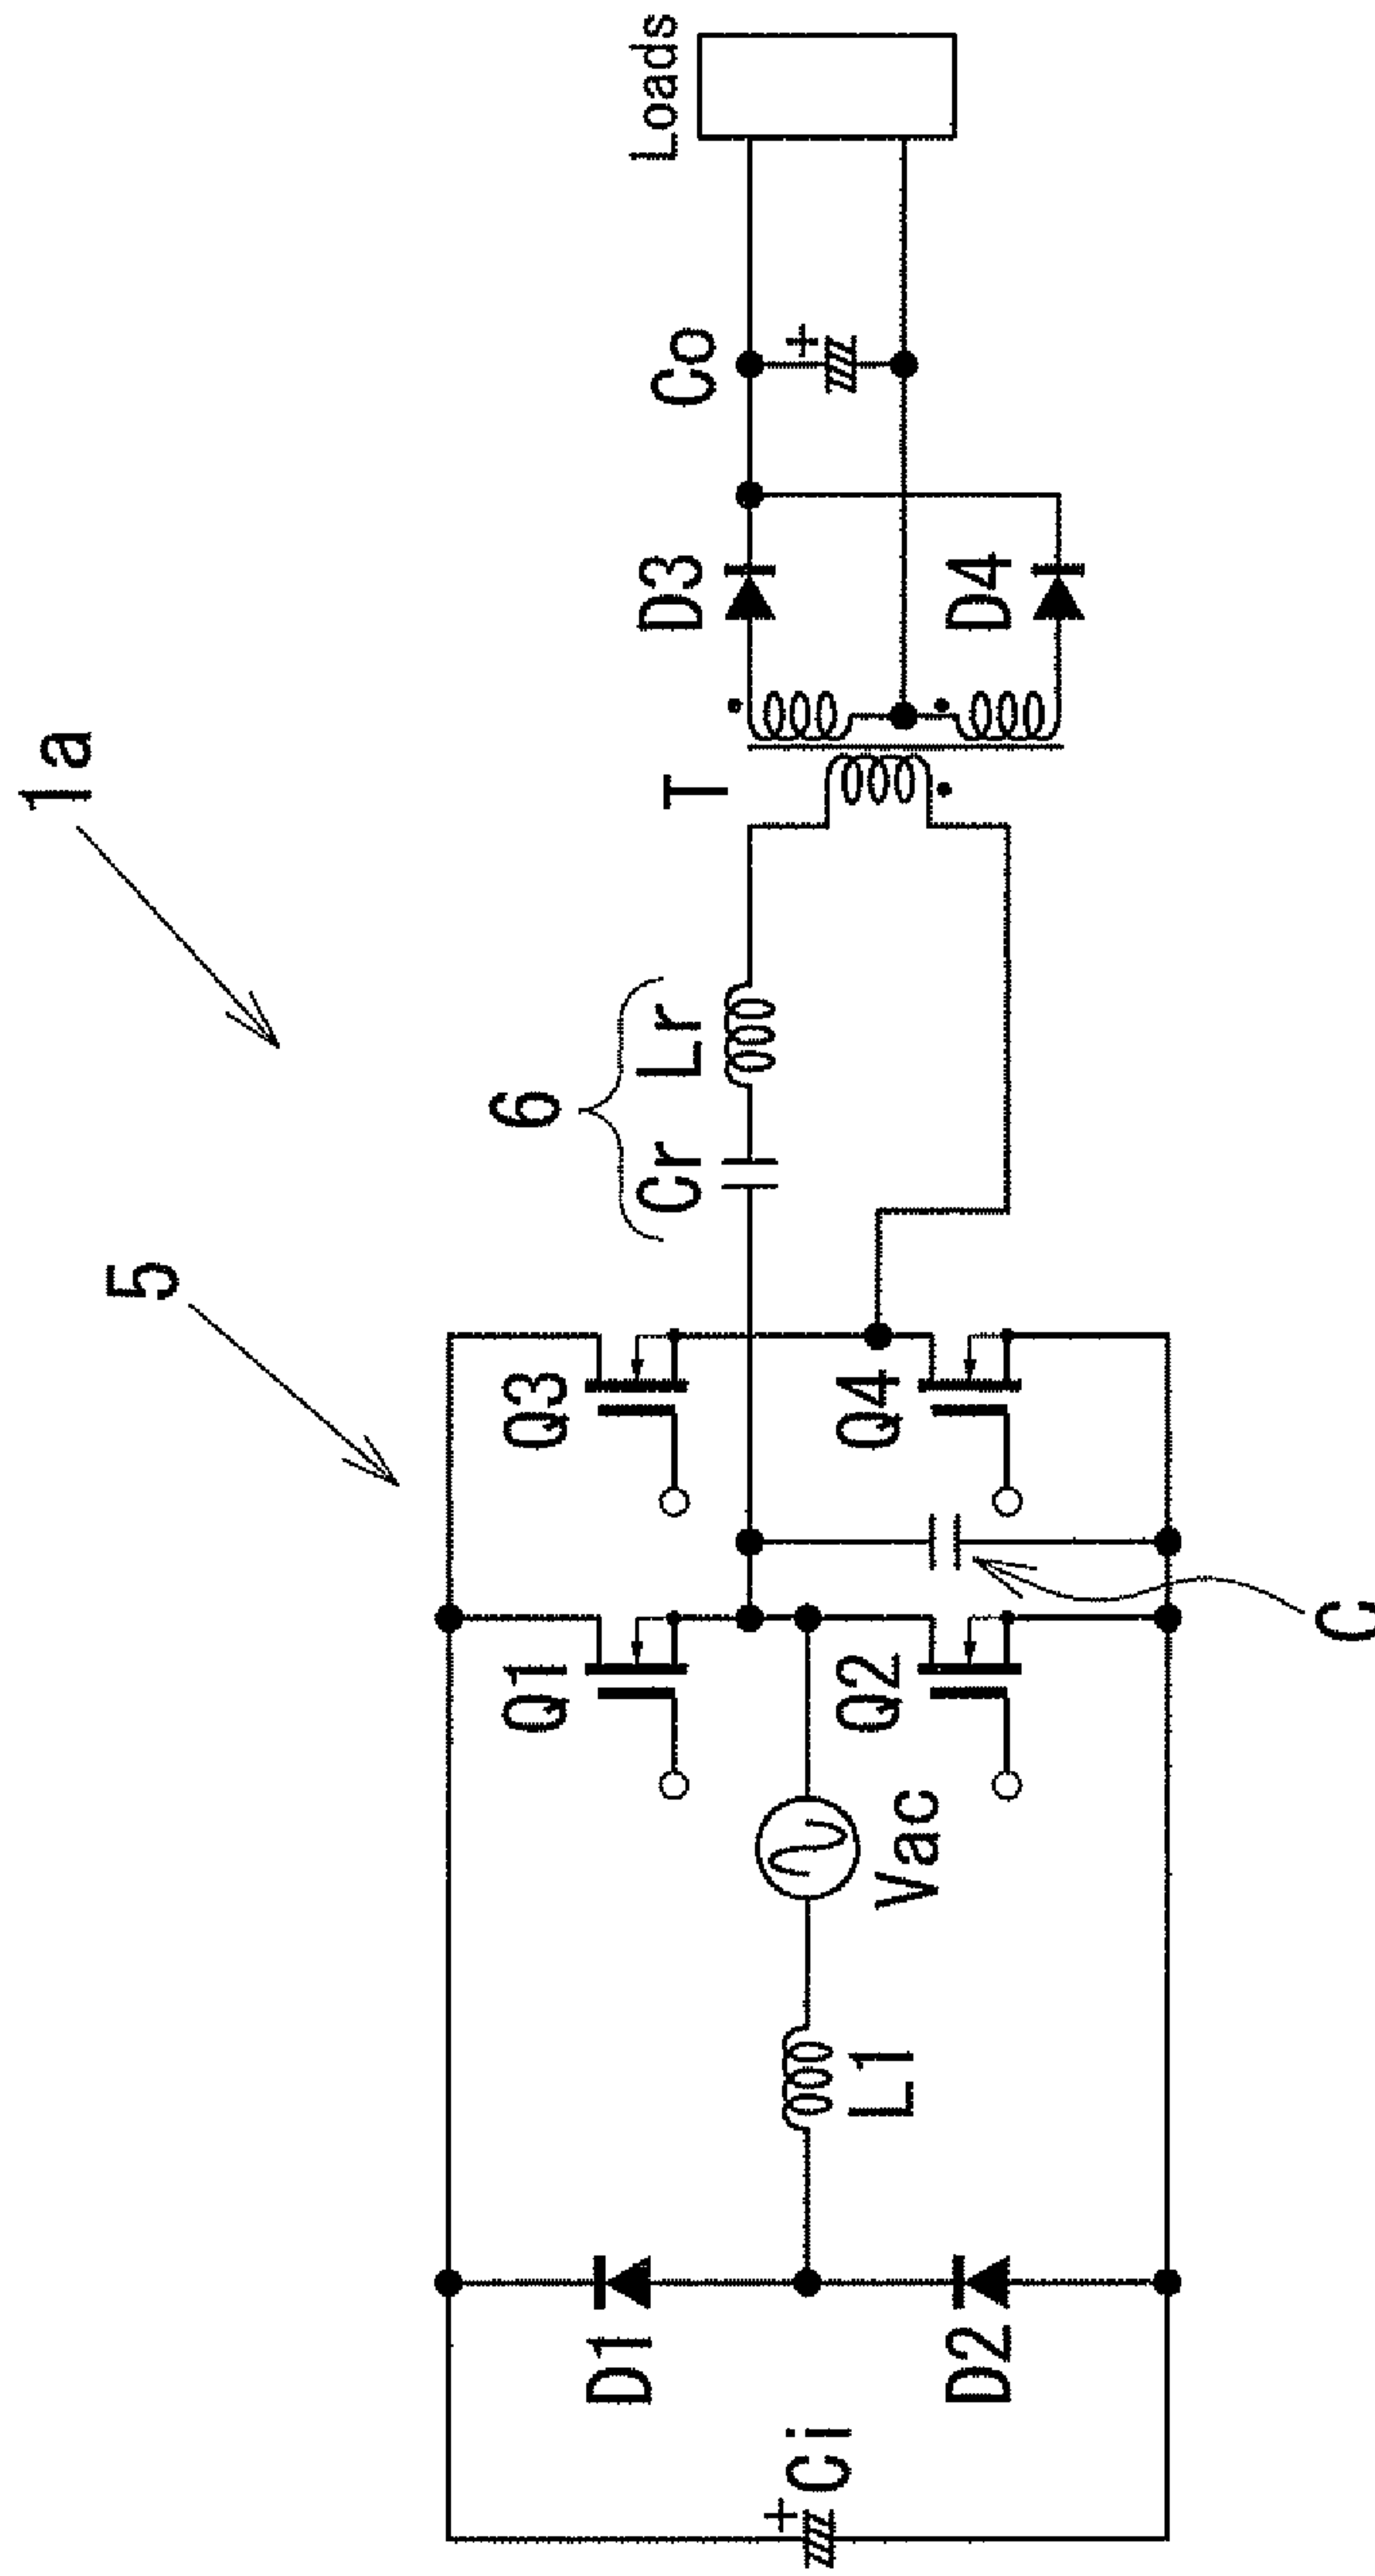 1a
5
6
Ci
D1
D2
L1
Vac
Q1
Q2
Q3
Q4
C
Cr
Lr
T
D3
D4
Co
+
+
Loads